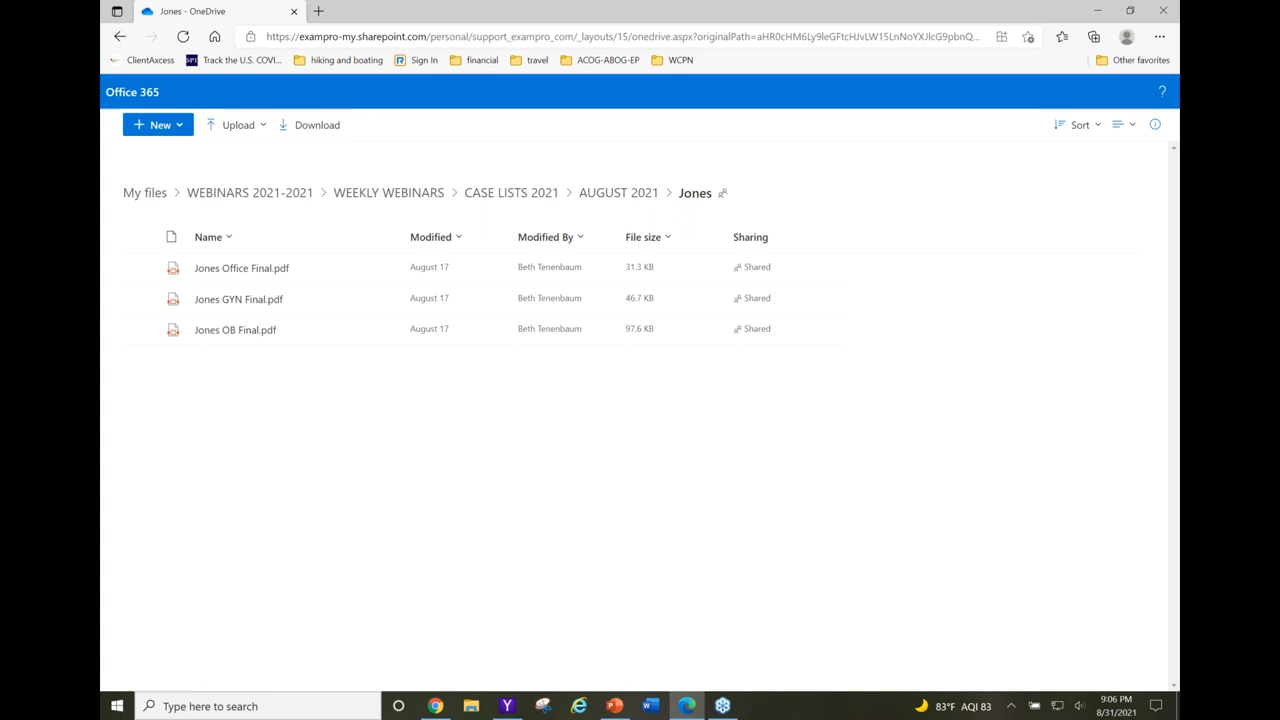 Jones - OneDrive
https://exampro-my.sharepoint.com/personal/support_exampro_com/_layouts/15/onedrive.aspx?originalPath=
ClientAxcess MPT Track the U.S. COVI... hiking and boating Sign In financial travel ACOG-ABOG-EP WCPN Other favorites
Office 365 ?
New Upload Download Sort
My files > WEBINARS 2021-2021 > WEEKLY WEBINARS > CASE LISTS 2021 > AUGUST 2021 > Jones
Name Modified Modified By File size Sharing
Jones Office Final.pdf August 17 Beth Tenenbaum 31.3 KB Shared
Jones GYN Final.pdf August 17 Beth Tenenbaum 46.7 KB Shared
Jones OB Final.pdf August 17 Beth Tenenbaum 97.6 KB Shared
Type here to search 83°F AQI 83 9:06 PM
8/31/2021